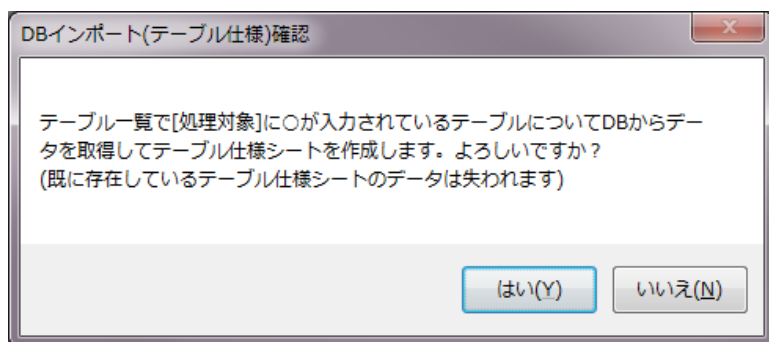 DBインポート(テーブル仕様)確認
テーブル一覧で[処理対象]に○が入力されているテーブルについてDBからデー
タを取得してテーブル仕様シートを作成します。よろしいですか？
(既に存在しているテーブル仕様シートのデータは失われます)
はい(Y)
いいえ(N)